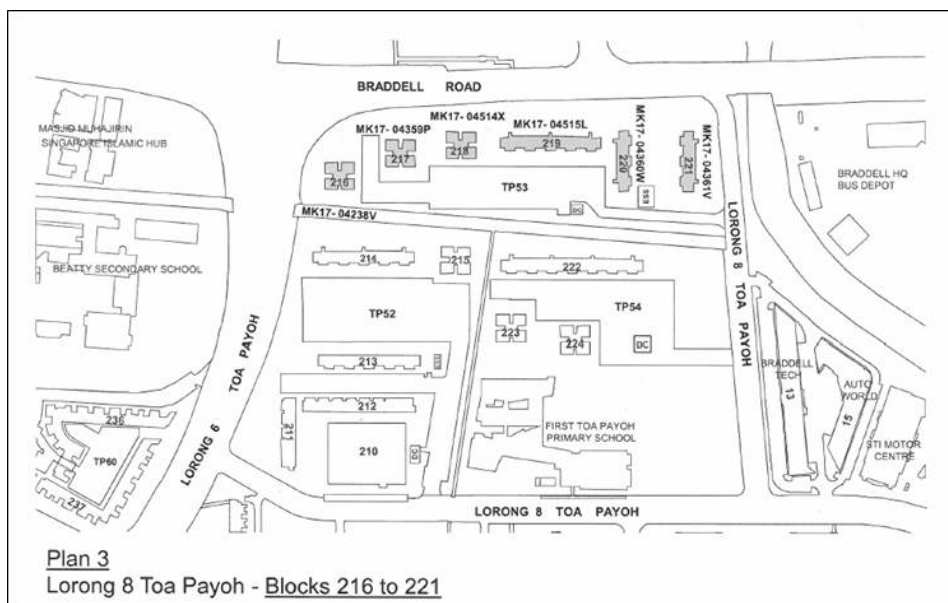 BRADDELL ROAD
MK17- 04514X
MK17- 04359P
MK17- 04515L
MASJID MUHAJIRIN
SINGAPORE ISLAMIC HUB
216
217
218
219
220
MK17- 04360W
221
MK17- 04361V
ESS
BRADDELL HQ
BUS DEPOT
TP53
DC
MK17- 04238V
LORONG 8 TOA PAYOH
BEATTY SECONDARY SCHOOL
214
215
222
TP52
TP54
223
224
DC
LORONG 6 TOA PAYOH
213
ESS
212
211
210
DC
BRADDELL
TECH
13
AUTO
WORLD
15
STI MOTOR
CENTRE
FIRST TOA PAYOH
PRIMARY SCHOOL
236
TP60
237
LORONG 8 TOA PAYOH
Plan 3
Lorong 8 Toa Payoh - Blocks 216 to 221